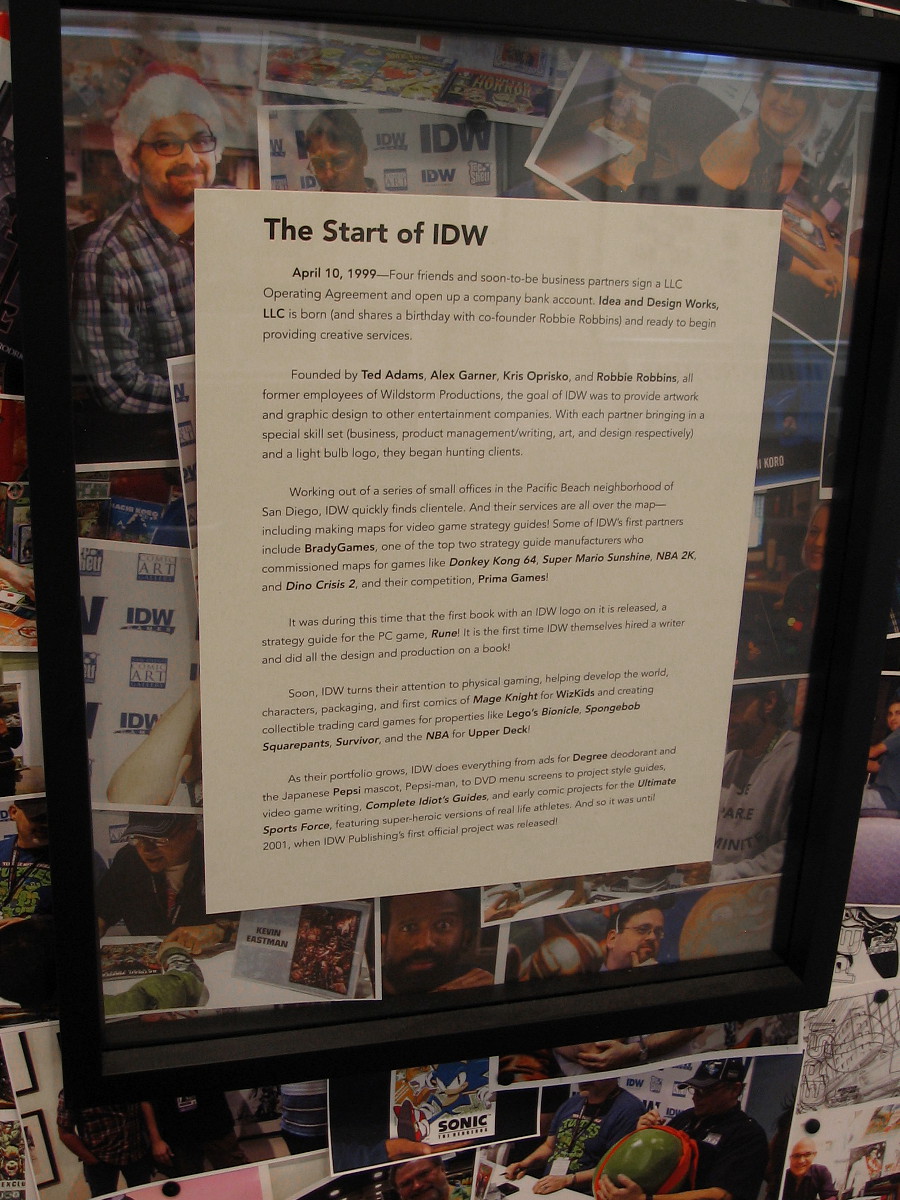 HORROR
IDW
IDW
IDW
The Start of IDW
April 10, 1999—Four friends and soon-to-be business partners sign a LLC
Operating Agreement and open up a company bank account. Idea and Design Works,
LLC is born (and shares a birthday with co-founder Robbie Robbins) and ready to begin
providing creative services.
Founded by Ted Adams, Alex Garner, Kris Oprisko, and Robbie Robbins, all
former employees of Wildstorm Productions, the goal of IDW was to provide artwork
and graphic design to other entertainment companies. With each partner bringing in a
special skill set (business, product management/writing, art, and design respectively)
and a light bulb logo, they began hunting clients.
Working out of a series of small offices in the Pacific Beach neighborhood of
San Diego, IDW quickly finds clientele. And their services are all over the map—
including making maps for video game strategy guides! Some of IDW's first partners
include BradyGames, one of the top two strategy guide manufacturers who
commissioned maps for games like Donkey Kong 64, Super Mario Sunshine, NBA 2K,
and Dino Crisis 2, and their competition, Prima Games!
It was during this time that the first book with an IDW logo on it is released, a
strategy guide for the PC game, Rune! It is the first time IDW themselves hired a writer
and did all the design and production on a book!
Soon, IDW turns their attention to physical gaming, helping develop the world,
characters, packaging, and first comics of Mage Knight for WizKids and creating
collectible trading card games for properties like Lego's Bionicle, Spongebob
Squarepants, Survivor, and the NBA for Upper Deck!
As their portfolio grows, IDW does everything from ads for Degree deodorant and
the Japanese Pepsi mascot, Pepsi-man, to DVD menu screens to project style guides,
video game writing, Complete Idiot's Guides, and early comic projects for the Ultimate
Sports Force, featuring super-heroic versions of real life athletes. And so it was until
2001, when IDW Publishing's first official project was released!
KORO
COMIC
ART
IDW
GAMES
COMIC
ART
IDW
KEVIN
EASTMAN
SONIC
THE HEDGEHOG
IDW